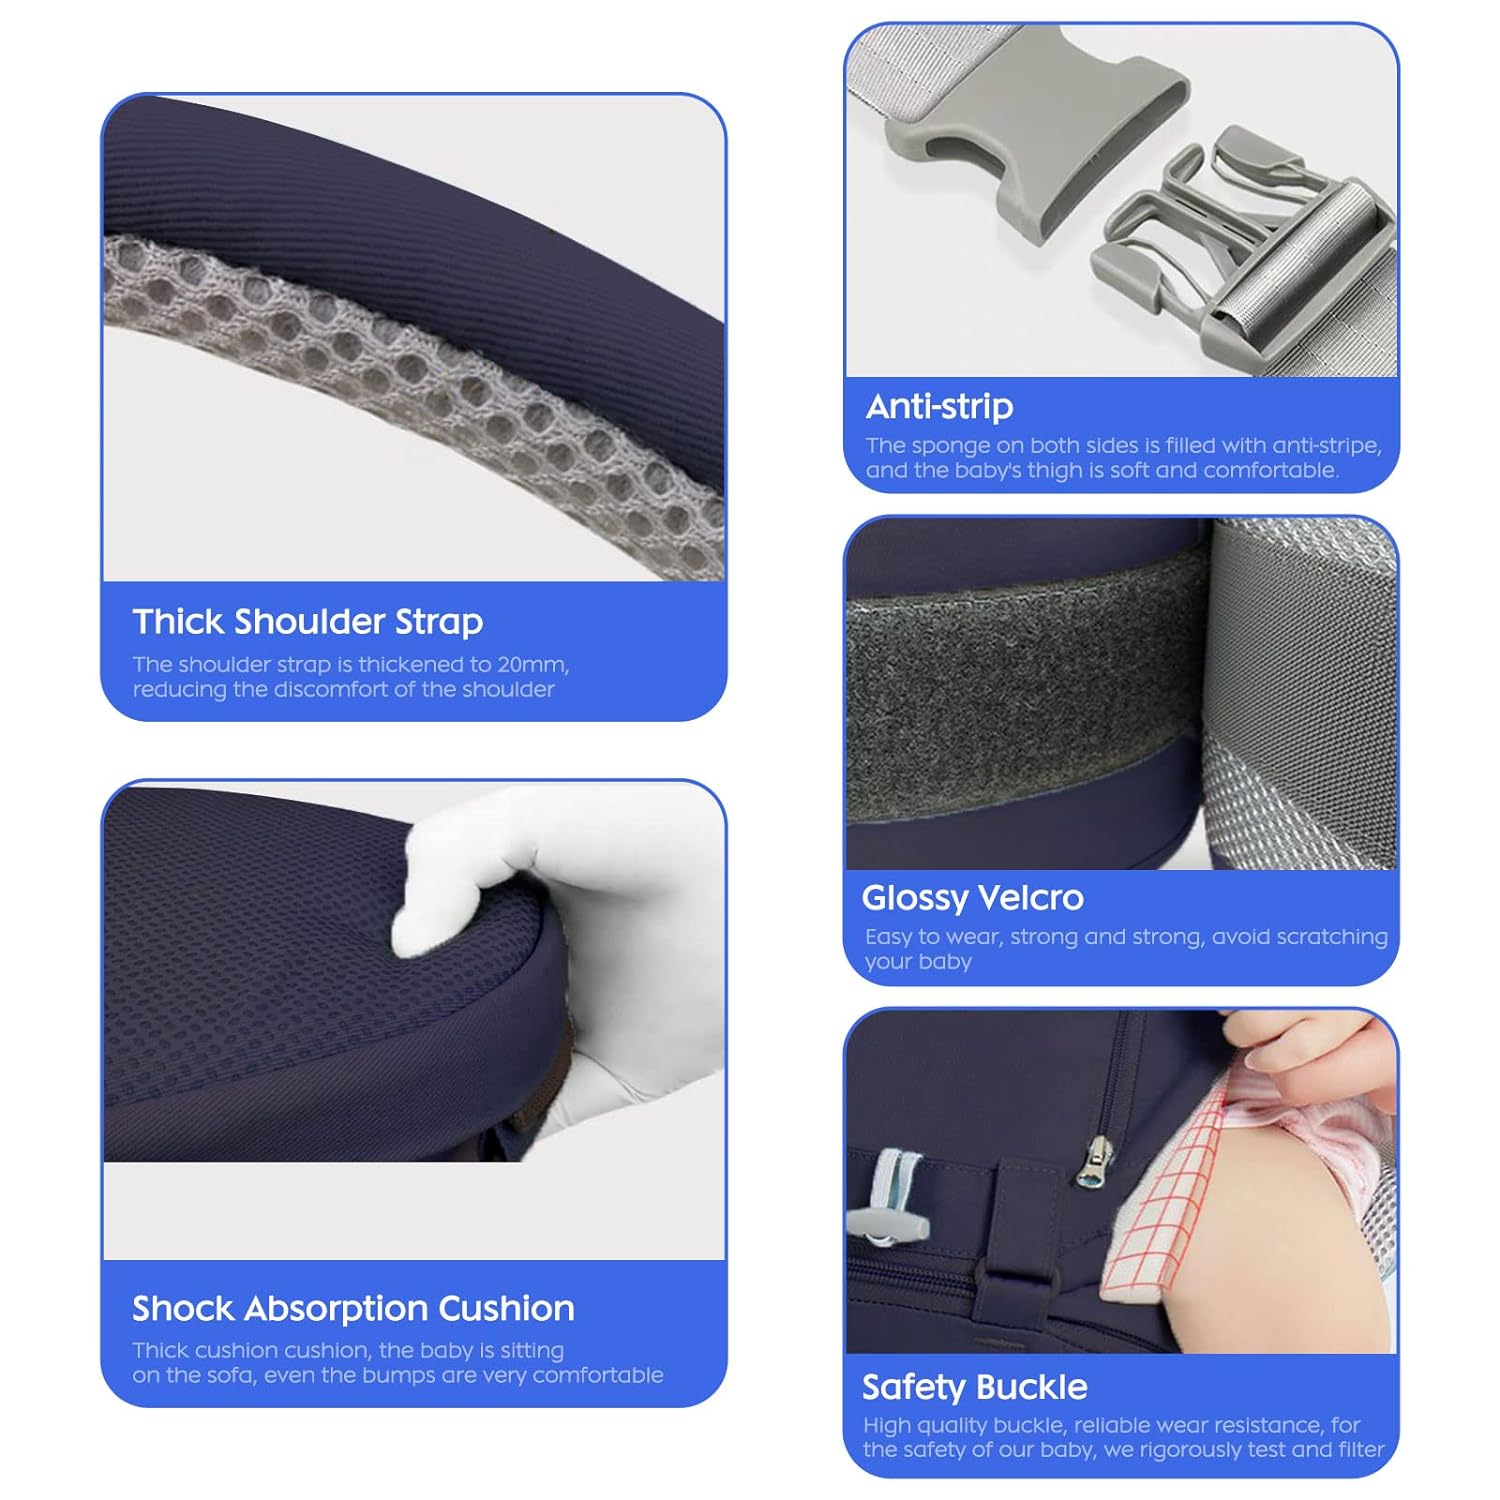 Thick Shoulder Strap
The shoulder strap is thickened to 20mm,
reducing the discomfort of the shoulder
Shock Absorption Cushion
Thick cushion cushion, the baby is sitting
on the sofa, even the bumps are very comfortable
Anti-strip
The sponge on both sides is filled with anti-stripe,
and the baby's thigh is soft and comfortable.
Glossy Velcro
Easy to wear, strong and strong, avoid scratching
your baby
Safety Buckle
High quality buckle, reliable wear resistance, for
the safety of our baby, we rigorously test and filter